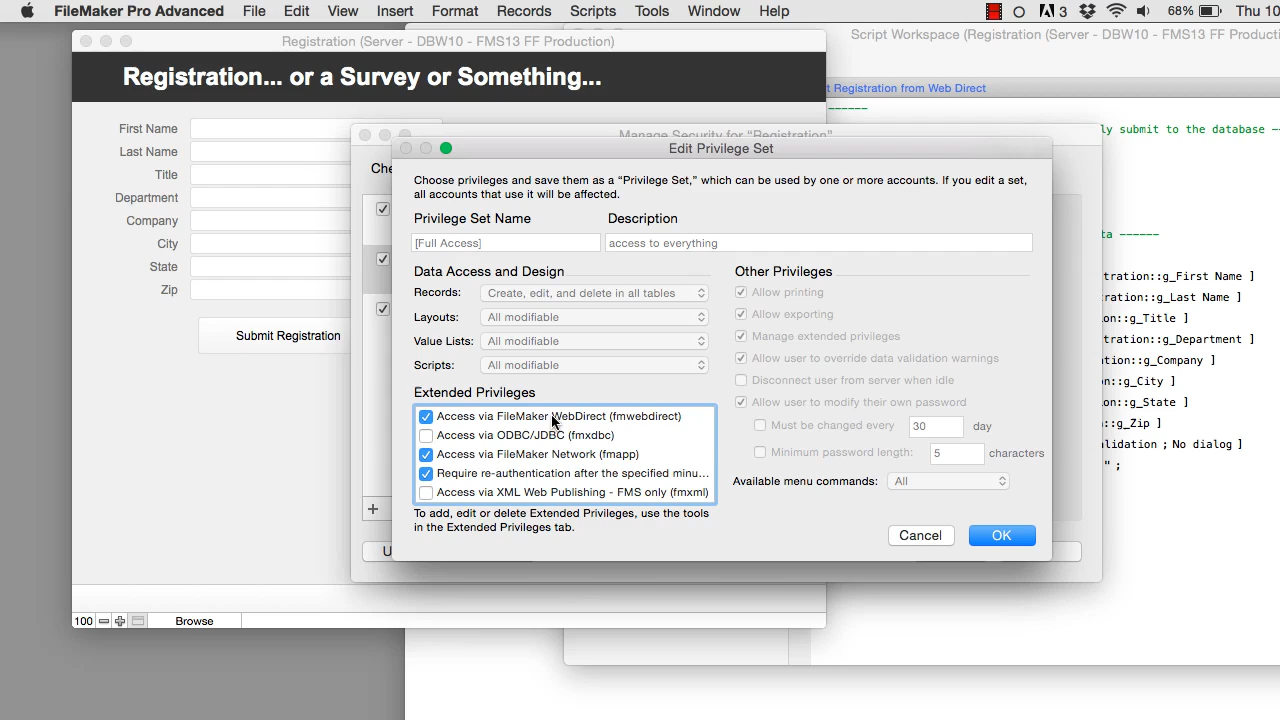 FileMaker Pro Advanced File Edit View Insert Format Records Scripts Tools Window Help 3 68% Thu 10
Registration (Server - DBW10 - FMS13 FF Production)
Script Workspace (Registration (Server - DBW10 - FMS13 FF Producti
Registration... or a Survey or Something...
t Registration from Web Direct
First Name
Last Name
Title
Department
Company
City
State
Zip
Submit Registration
100
Browse
Manage Security for "Registration"
Che
U
Edit Privilege Set
Choose privileges and save them as a "Privilege Set," which can be used by one or more accounts. If you edit a set,
all accounts that use it will be affected.
Privilege Set Name Description
[Full Access] access to everything
Data Access and Design
Records: Create, edit, and delete in all tables
Layouts: All modifiable
Value Lists: All modifiable
Scripts: All modifiable
Extended Privileges
Access via FileMaker WebDirect (fmwebdirect)
Access via ODBC/JDBC (fmxdbc)
Access via FileMaker Network (fmapp)
Require re-authentication after the specified minu...
Access via XML Web Publishing - FMS only (fmxml)
To add, edit or delete Extended Privileges, use the tools
in the Extended Privileges tab.
Other Privileges
Allow printing
Allow exporting
Manage extended privileges
Allow user to override data validation warnings
Disconnect user from server when idle
Allow user to modify their own password
Must be changed every 30 day
Minimum password length: 5 characters
Available menu commands: All
Cancel OK
------
ly submit to the database --
ta ------
tration::g_First Name ]
tration::g_Last Name ]
on::g_Title ]
tration::g_Department ]
ation::g_Company ]
::g_City ]
n::g_State ]
::g_Zip ]
alidation ; No dialog ]
" ;